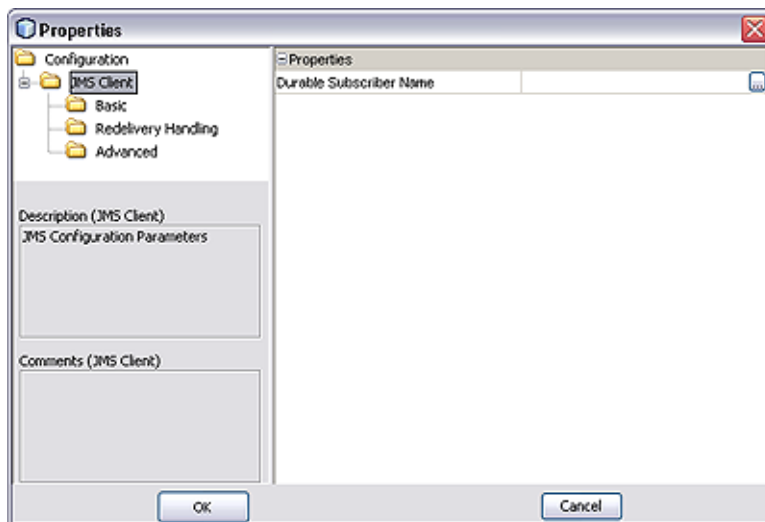 Properties
Configuration
JMS Client
Basic
Redelivery Handling
Advanced
Properties
Durable Subscriber Name
...
Description (JMS Client)
JMS Configuration Parameters
Comments (JMS Client)
OK
Cancel